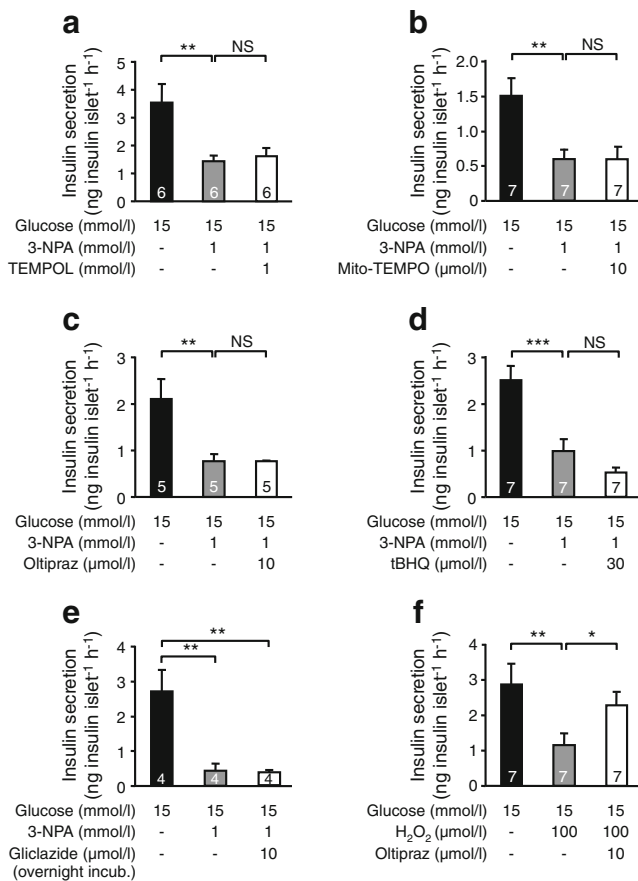 a
** NS
Insulin secretion
(ng insulin islet⁻¹ h⁻¹)
5
4
3
2
1
0
6 6 6
Glucose (mmol/l) 15 15 15
3-NPA (mmol/l) - 1 1
TEMPOL (mmol/l) - - 1
b
** NS
Insulin secretion
(ng insulin islet⁻¹ h⁻¹)
2.0
1.5
1.0
0.5
0
7 7 7
Glucose (mmol/l) 15 15 15
3-NPA (mmol/l) - 1 1
Mito-TEMPO (µmol/l) - - 10
c
** NS
Insulin secretion
(ng insulin islet⁻¹ h⁻¹)
3
2
1
0
5 5 5
Glucose (mmol/l) 15 15 15
3-NPA (mmol/l) - 1 1
Oltipraz (µmol/l) - - 10
d
*** NS
Insulin secretion
(ng insulin islet⁻¹ h⁻¹)
3
2
1
0
7 7 7
Glucose (mmol/l) 15 15 15
3-NPA (mmol/l) - 1 1
tBHQ (µmol/l) - - 30
e
**
**
Insulin secretion
(ng insulin islet⁻¹ h⁻¹)
4
3
2
1
0
4 4 4
Glucose (mmol/l) 15 15 15
3-NPA (mmol/l) - 1 1
Gliclazide (µmol/l) - - 10
(overnight incub.)
f
** *
Insulin secretion
(ng insulin islet⁻¹ h⁻¹)
4
3
2
1
0
7 7 7
Glucose (mmol/l) 15 15 15
H₂O₂ (µmol/l) - 100 100
Oltipraz (µmol/l) - - 10